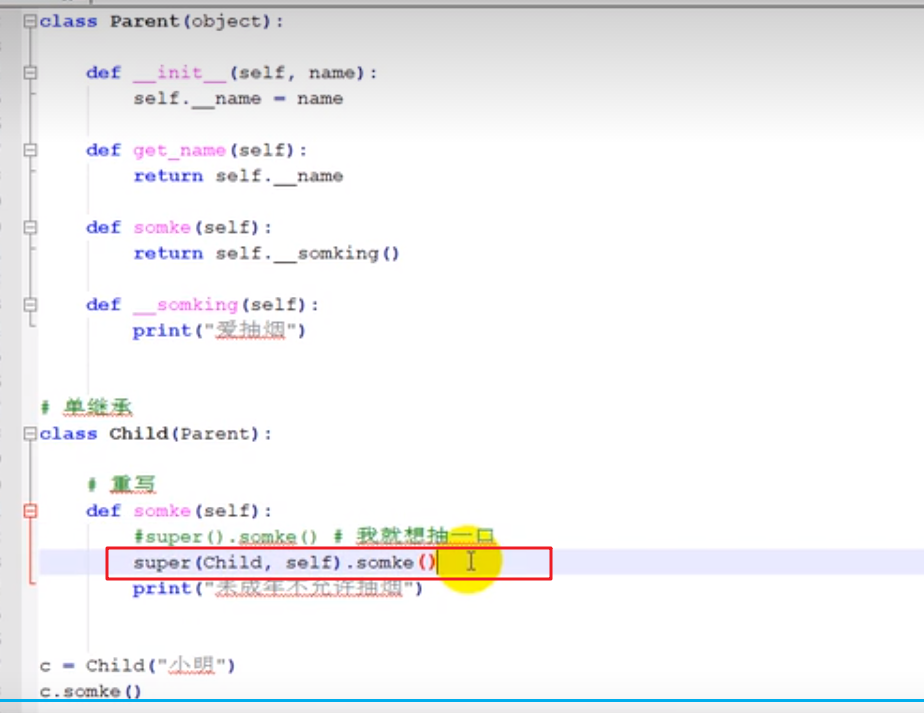 class Parent(object):
def __init__(self, name):
self.__name = name
def get_name(self):
return self.__name
def somke(self):
return self.__somking()
def __somking(self):
print("爱抽烟")
# 单继承
class Child(Parent):
# 重写
def somke(self):
#super().somke() # 我就想抽一口
super(Child, self).somke()
print("未成年不允许抽烟")
c = Child("小明")
c.somke()